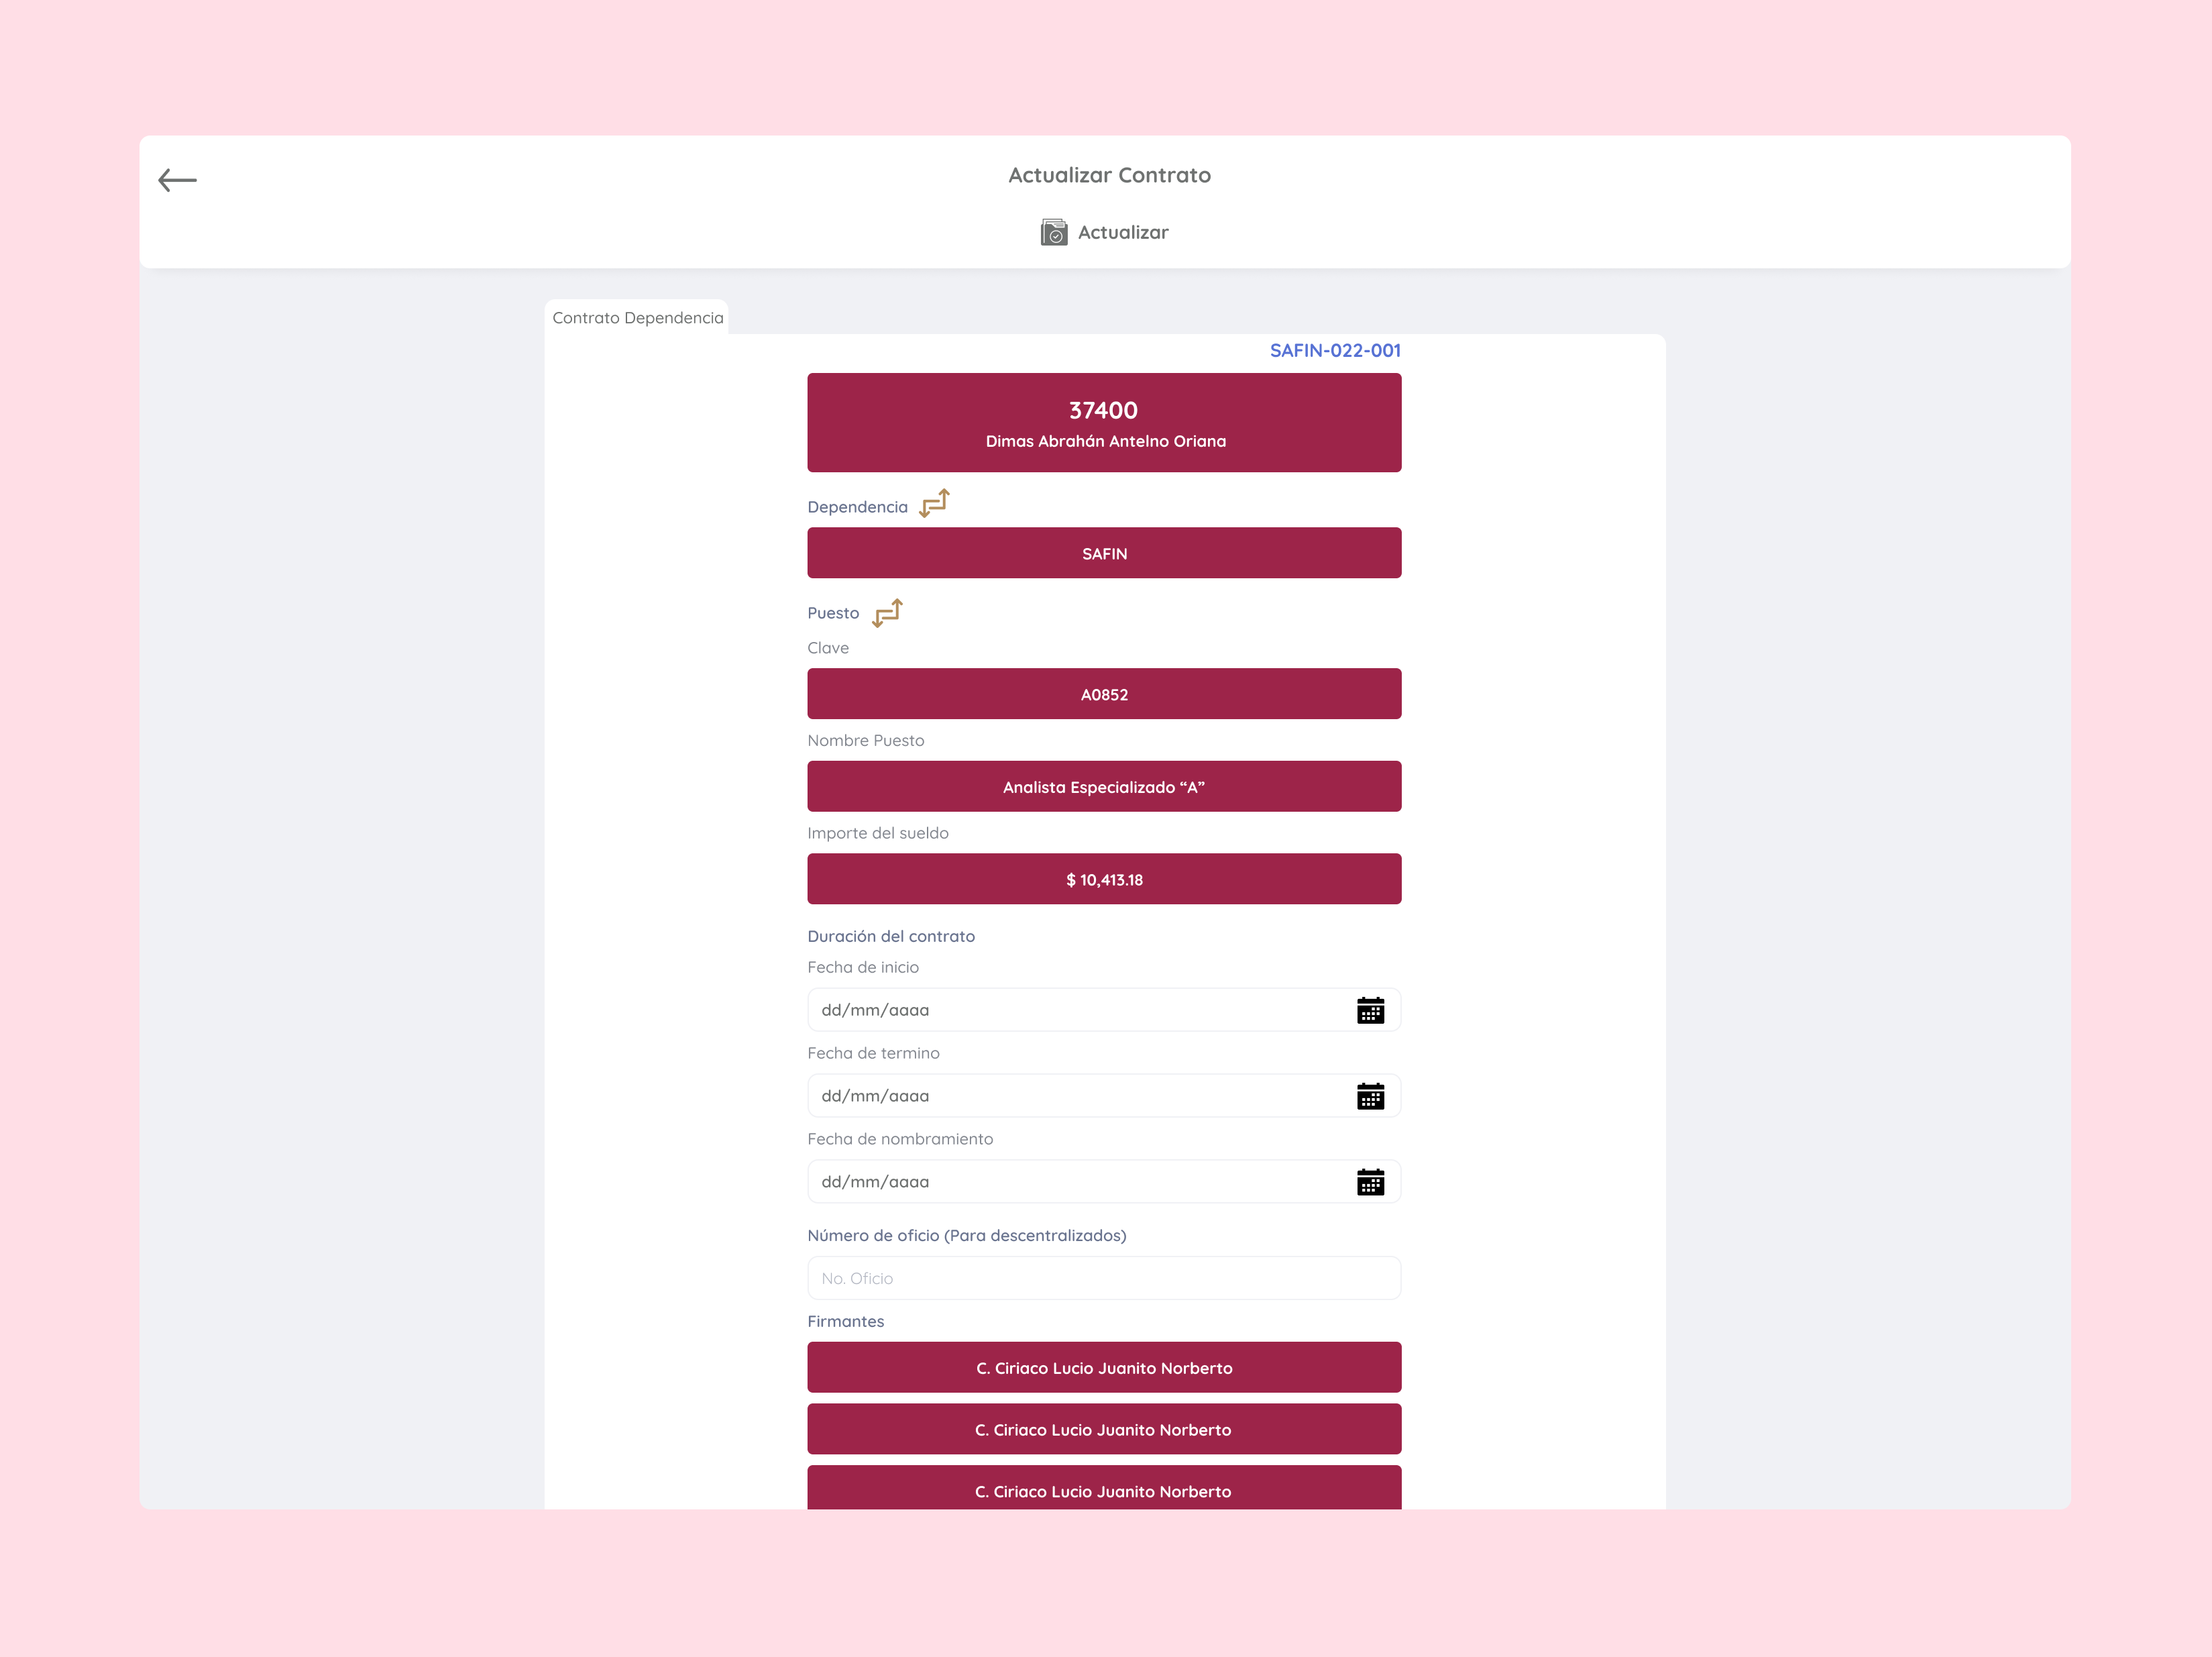 Actualizar Contrato
Actualizar
Contrato Dependencia
SAFIN-022-001
37400
Dimas Abrahán Antelno Oriana
Dependencia
SAFIN
Puesto
Clave
A0852
Nombre Puesto
Analista Especializado “A”
Importe del sueldo
$ 10,413.18
Duración del contrato
Fecha de inicio
dd/mm/aaaa
Fecha de termino
dd/mm/aaaa
Fecha de nombramiento
dd/mm/aaaa
Número de oficio (Para descentralizados)
No. Oficio
Firmantes
C. Ciriaco Lucio Juanito Norberto
C. Ciriaco Lucio Juanito Norberto
C. Ciriaco Lucio Juanito Norberto